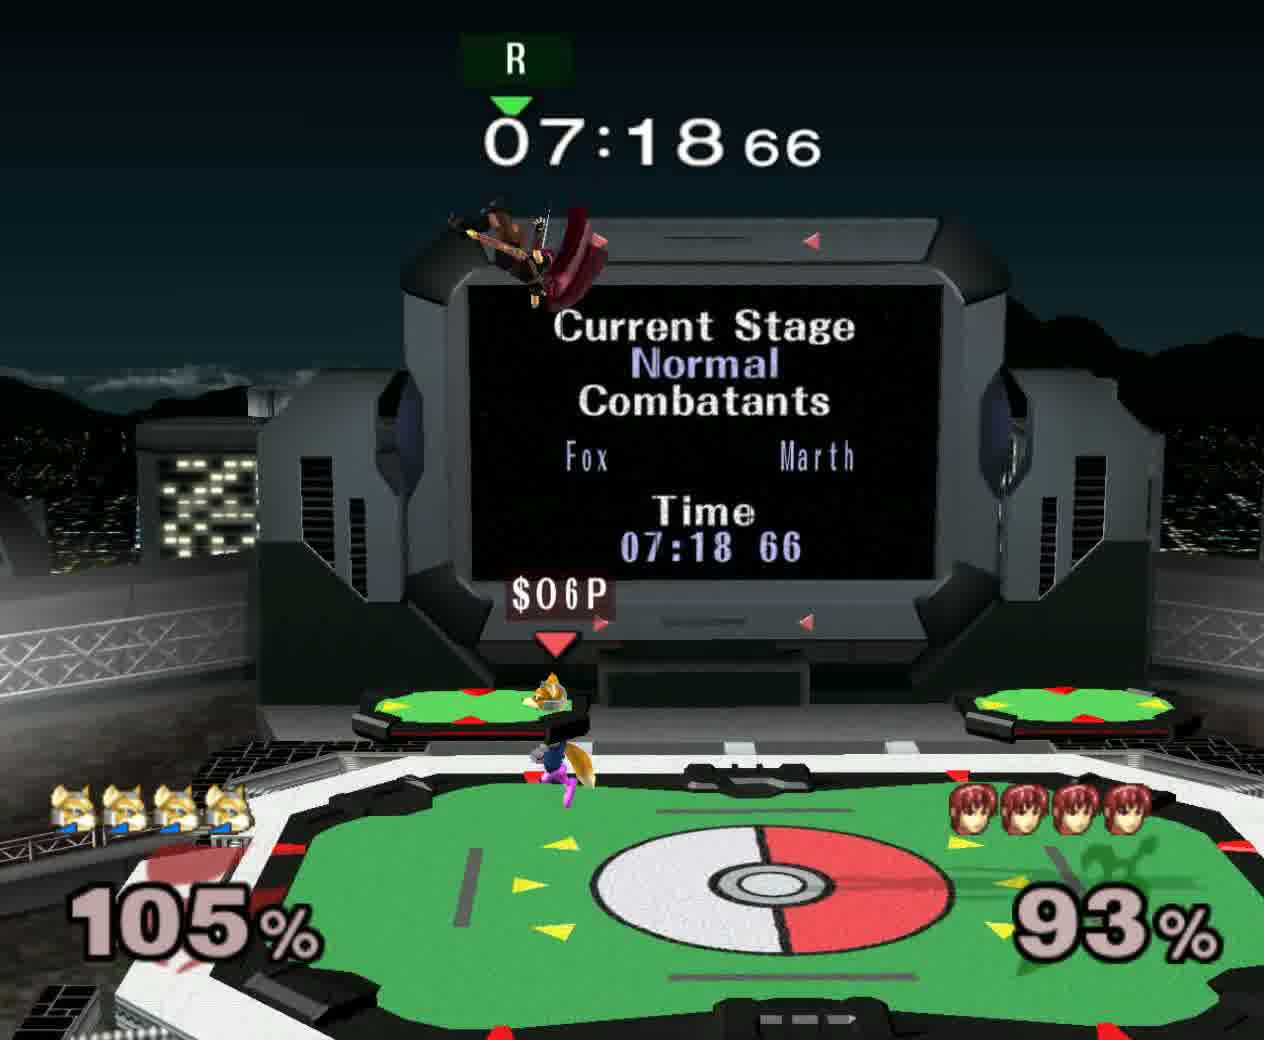 R
07:18 66
Current Stage
Normal
Combatants
Fox Marth
Time
07:18 66
$06P
105%
93%